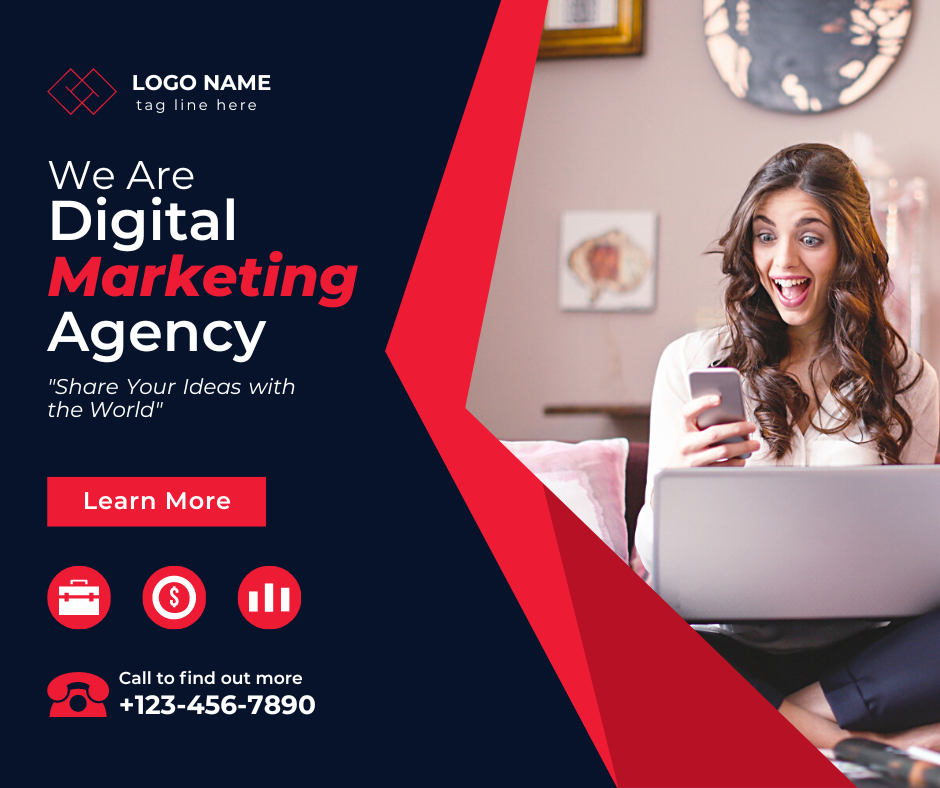 LOGO NAME
tag line here
We Are
Digital
Marketing
Agency
"Share Your Ideas with
the World"
Learn More
$
Call to find out more
+123-456-7890